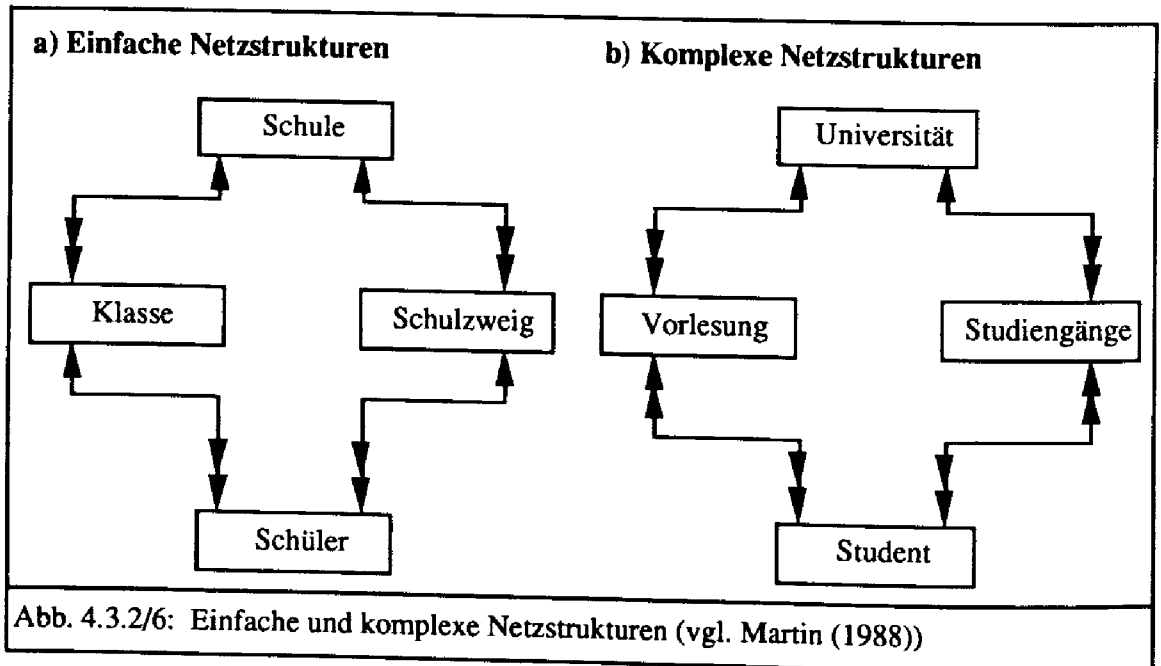 a) Einfache Netzstrukturen
Schule
Klasse
Schulzweig
Schüler
b) Komplexe Netzstrukturen
Universität
Vorlesung
Studiengänge
Student
Abb. 4.3.2/6: Einfache und komplexe Netzstrukturen (vgl. Martin (1988))